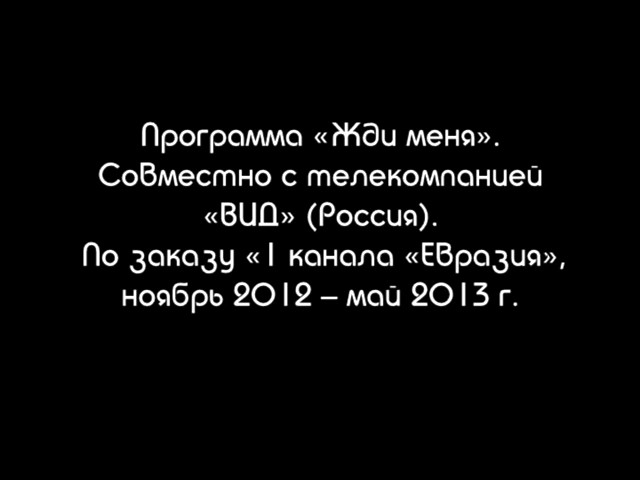 Программа «Жди меня».
Совместно с телекомпанией
«ВИД» (Россия).
По заказу «1 канала «Евразия»,
ноябрь 2012 – май 2013 г.